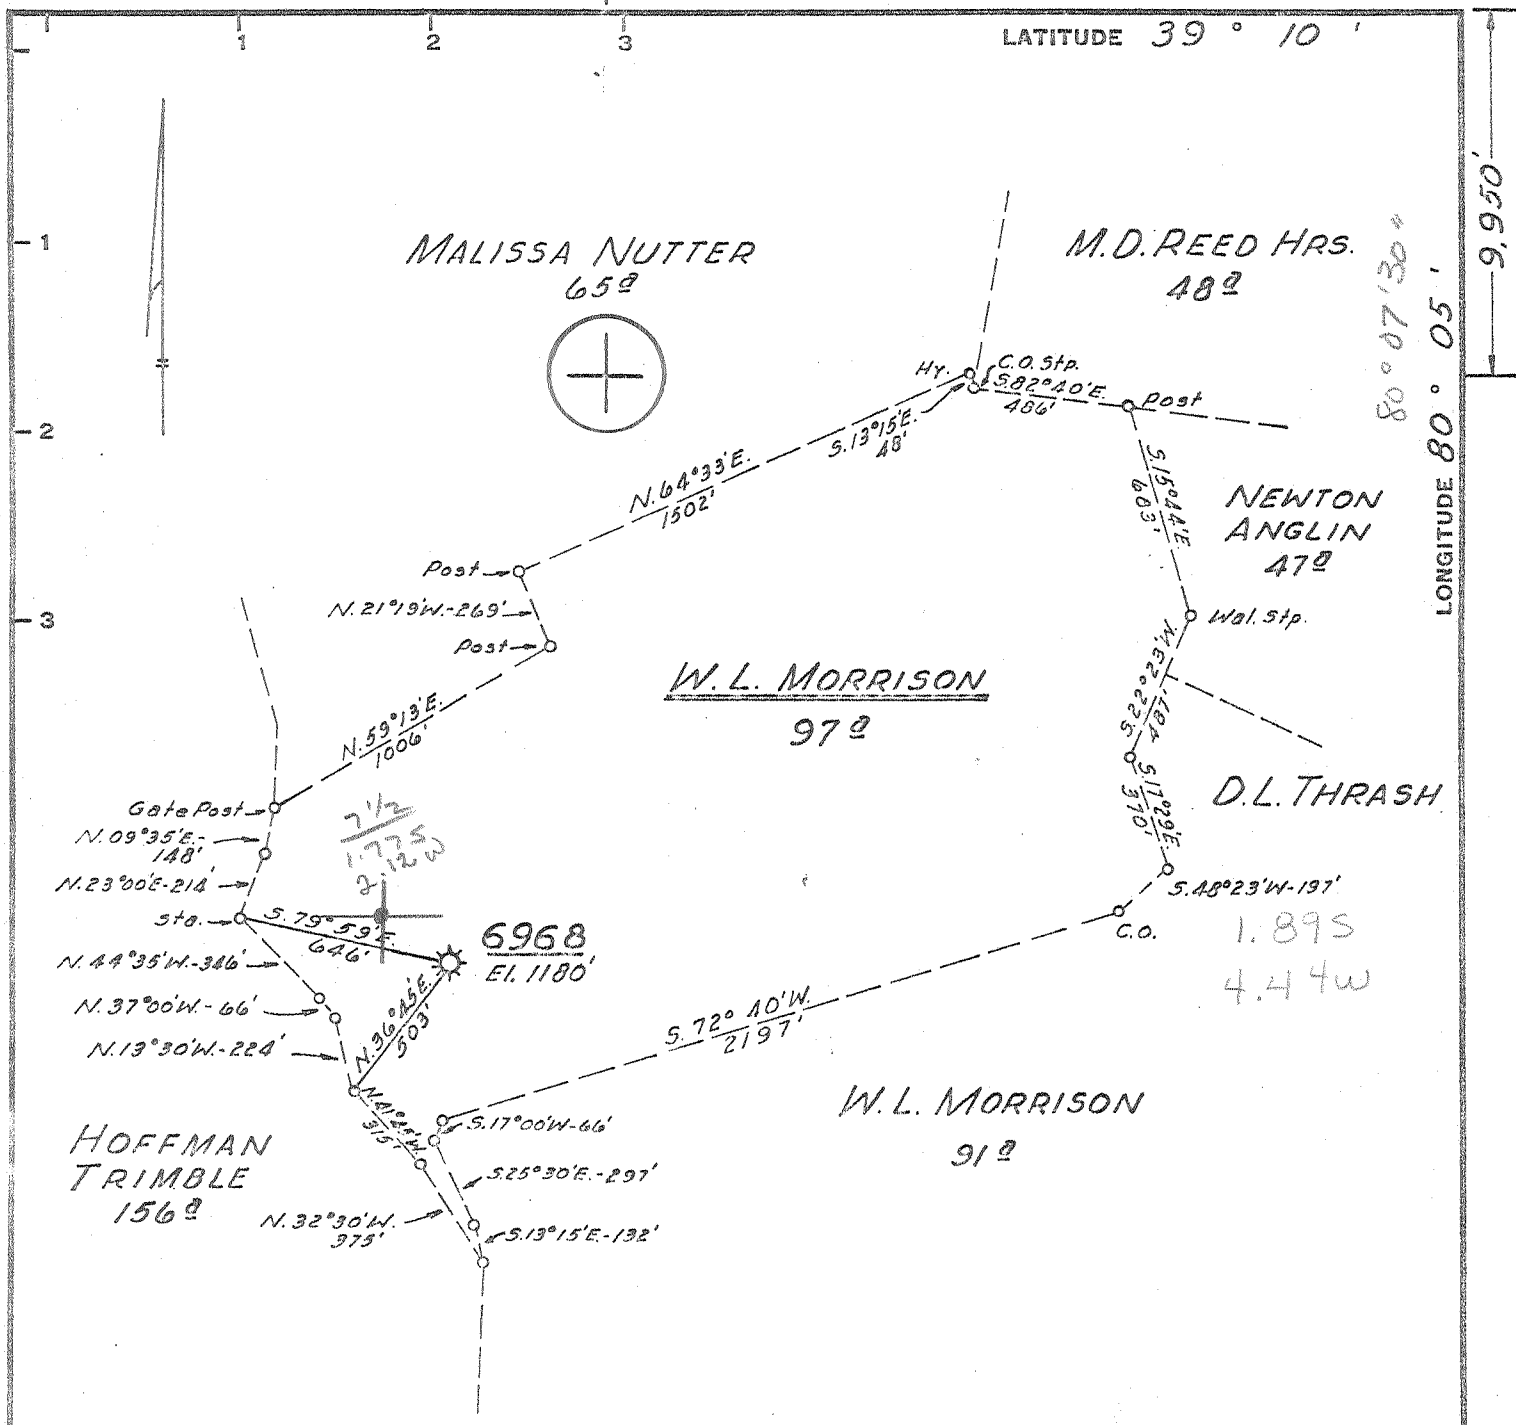 LATITUDE 39° 10'
1
2
3
9,950'
1
MALISSA NUTTER
65a
M.D. REED HRS.
48a
80° 07' 30"
LONGITUDE 80° 05'
Hy.
C.O. Stp.
S.82°40'E.
486'
Post
S.13°15'E.
48'
2
N.64°33'E.
1502'
S.15°44'E.
683'
NEWTON
ANGLIN
47a
Post
N.21°19'W.-269'
Post
3
Wal. Stp.
W. L. MORRISON
97a
S.22°23'W.
487'
N.59°13'E.
1006'
D.L. THRASH
S.17°29'E.
370'
Gate Post
N.09°35'E.-
148'
N.23°00'E-214'
7 1/2
1.77S
2.12W
S.48°23'W-197'
C.O.
1.89S
4.44W
Sta.
S.79°59'E.
646'
6968
El. 1180'
N.44°35'W.-346'
N.37°00'W.-66'
N.13°30'W.-224'
N.36°45'E.
503'
S.72°40'W.
2197'
W.L. MORRISON
91a
HOFFMAN
TRIMBLE
156a
315'
S.17°00'W-66'
S.25°30'E.-297'
N.32°30'W.
375'
S.13°15'E.-132'